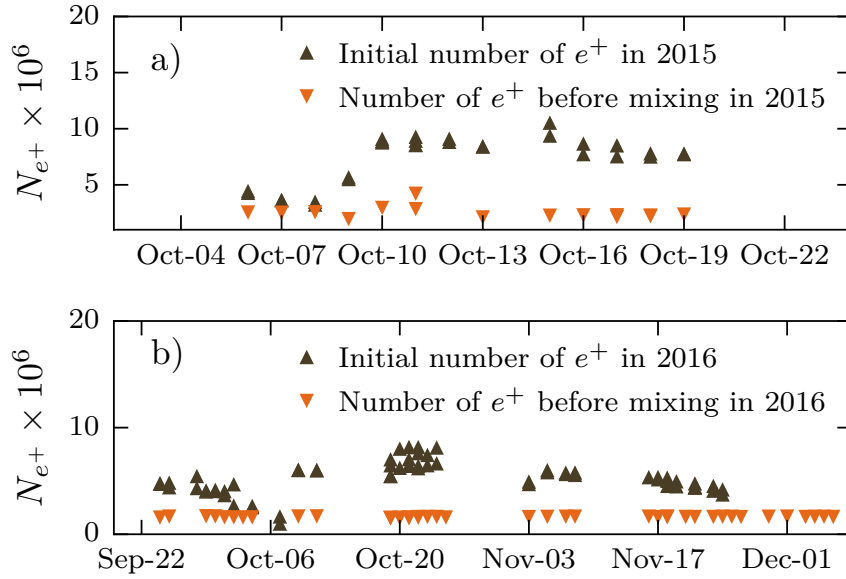 20
15
10
5
N_{e^+} × 10^6
a)
▲ Initial number of e^+ in 2015
▼ Number of e^+ before mixing in 2015
Oct-04 Oct-07 Oct-10 Oct-13 Oct-16 Oct-19 Oct-22
20
10
0
N_{e^+} × 10^6
b)
▲ Initial number of e^+ in 2016
▼ Number of e^+ before mixing in 2016
Sep-22 Oct-06 Oct-20 Nov-03 Nov-17 Dec-01